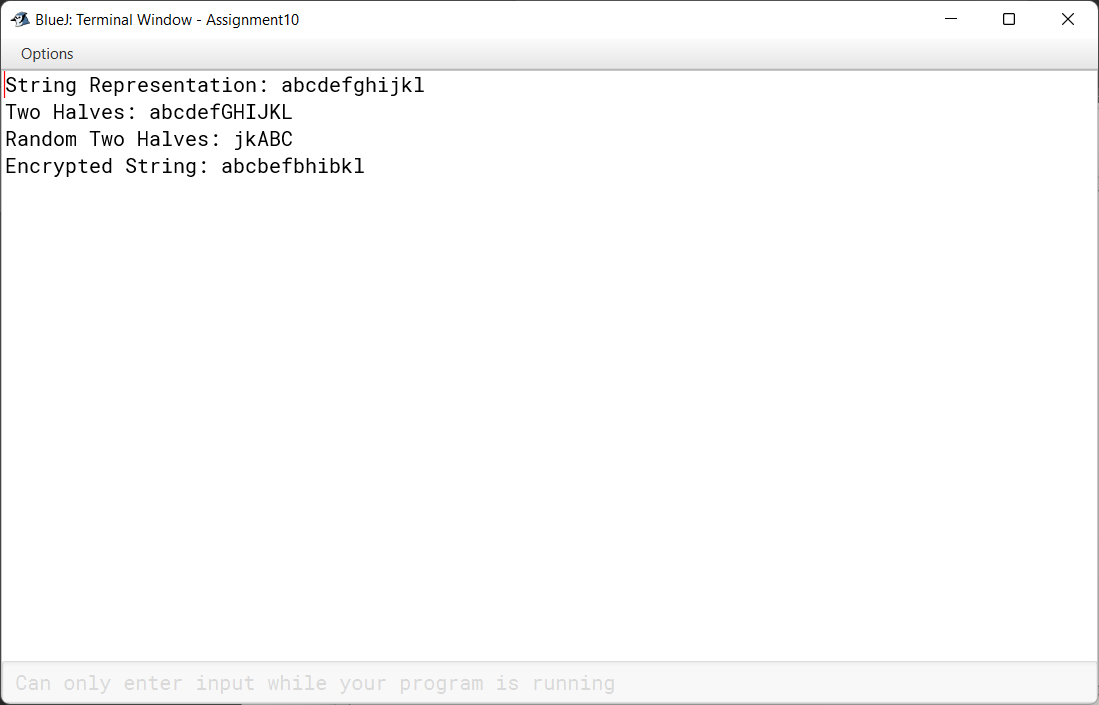 BlueJ: Terminal Window - Assignment10
Options
String Representation: abcdefghijkl
Two Halves: abcdefGHIJKL
Random Two Halves: jkABC
Encrypted String: abcbefbhibkl
Can only enter input while your program is running